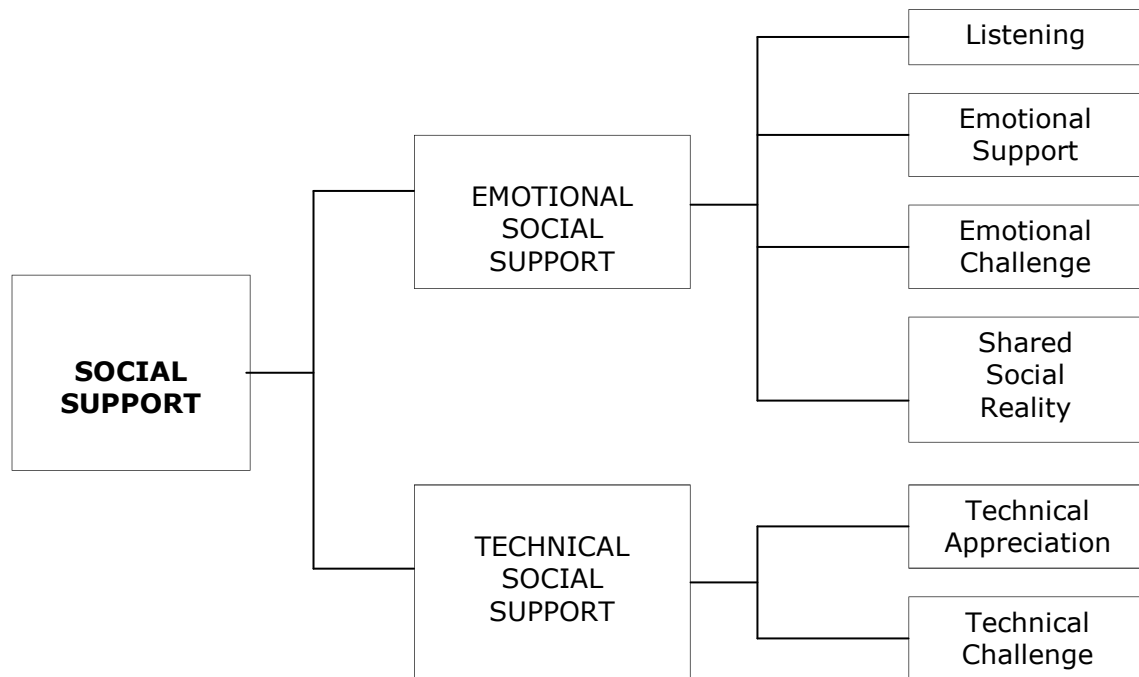 SOCIAL
SUPPORT
EMOTIONAL
SOCIAL
SUPPORT
Listening
Emotional
Support
Emotional
Challenge
Shared
Social
Reality
TECHNICAL
SOCIAL
SUPPORT
Technical
Appreciation
Technical
Challenge